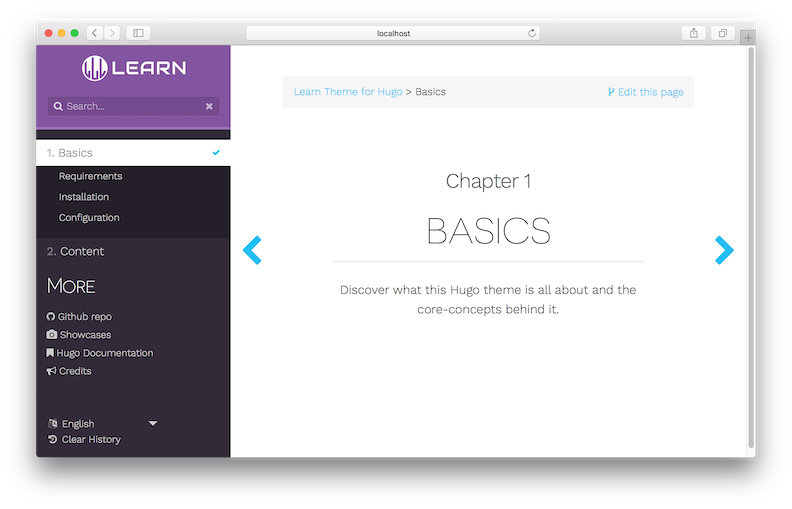 localhost
LEARN
Search...
Learn Theme for Hugo > Basics
Edit this page
1. Basics
Requirements
Installation
Configuration
2. Content
MORE
Github repo
Showcases
Hugo Documentation
Credits
English
Clear History
Chapter 1
BASICS
Discover what this Hugo theme is all about and the
core-concepts behind it.